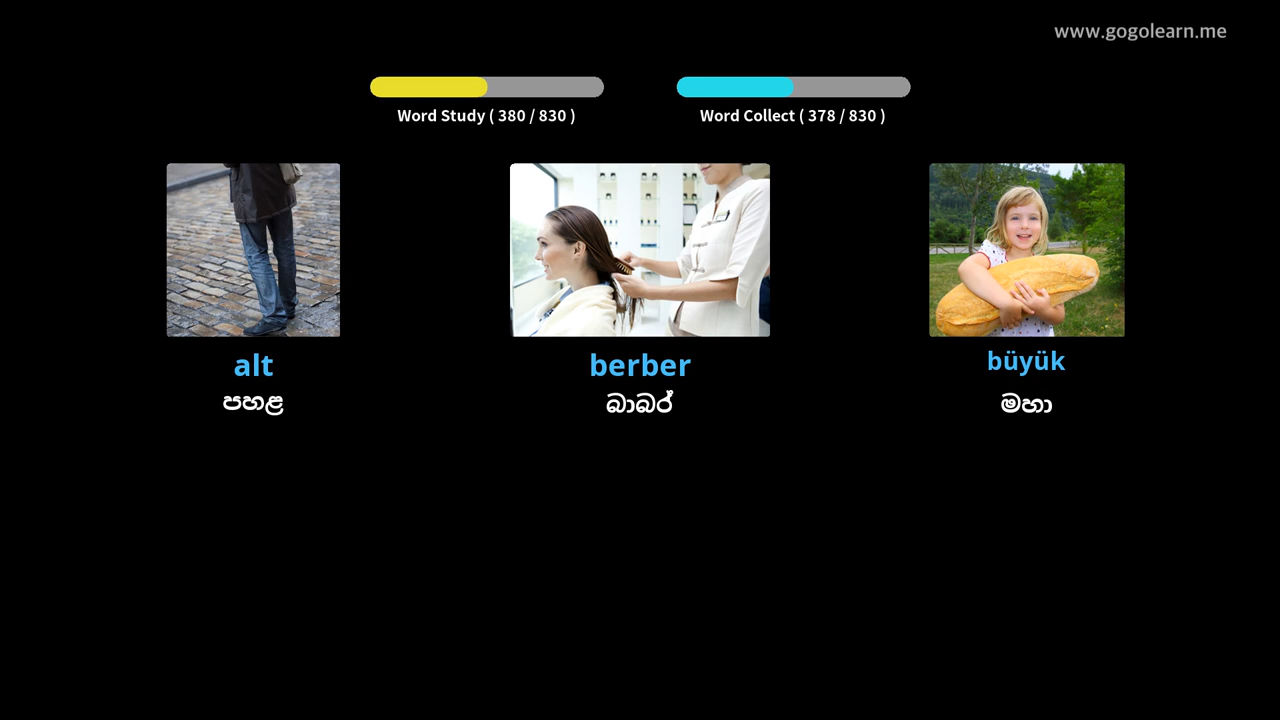 www.gogolearn.me
Word Study ( 380 / 830 )
Word Collect ( 378 / 830 )
alt
පහළ
berber
බාබර්
büyük
මහා